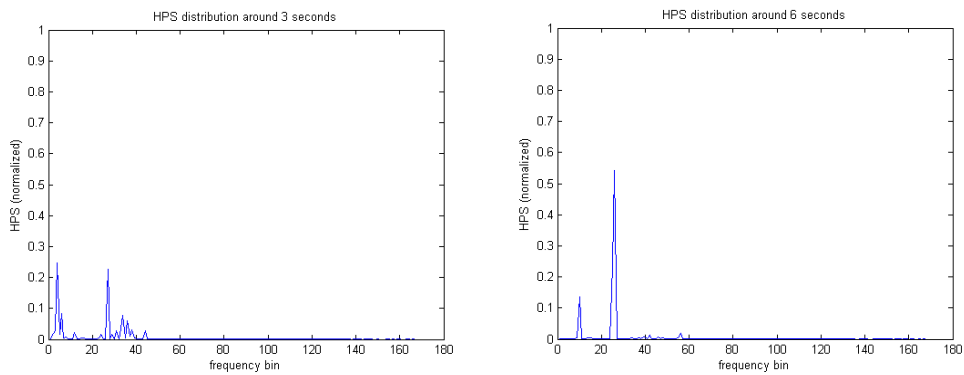 HPS distribution around 3 seconds
HPS (normalized)
1
0.9
0.8
0.7
0.6
0.5
0.4
0.3
0.2
0.1
0
0 20 40 60 80 100 120 140 160 180
frequency bin
HPS distribution around 6 seconds
HPS (normalized)
1
0.9
0.8
0.7
0.6
0.5
0.4
0.3
0.2
0.1
0
0 20 40 60 80 100 120 140 160 180
frequency bin